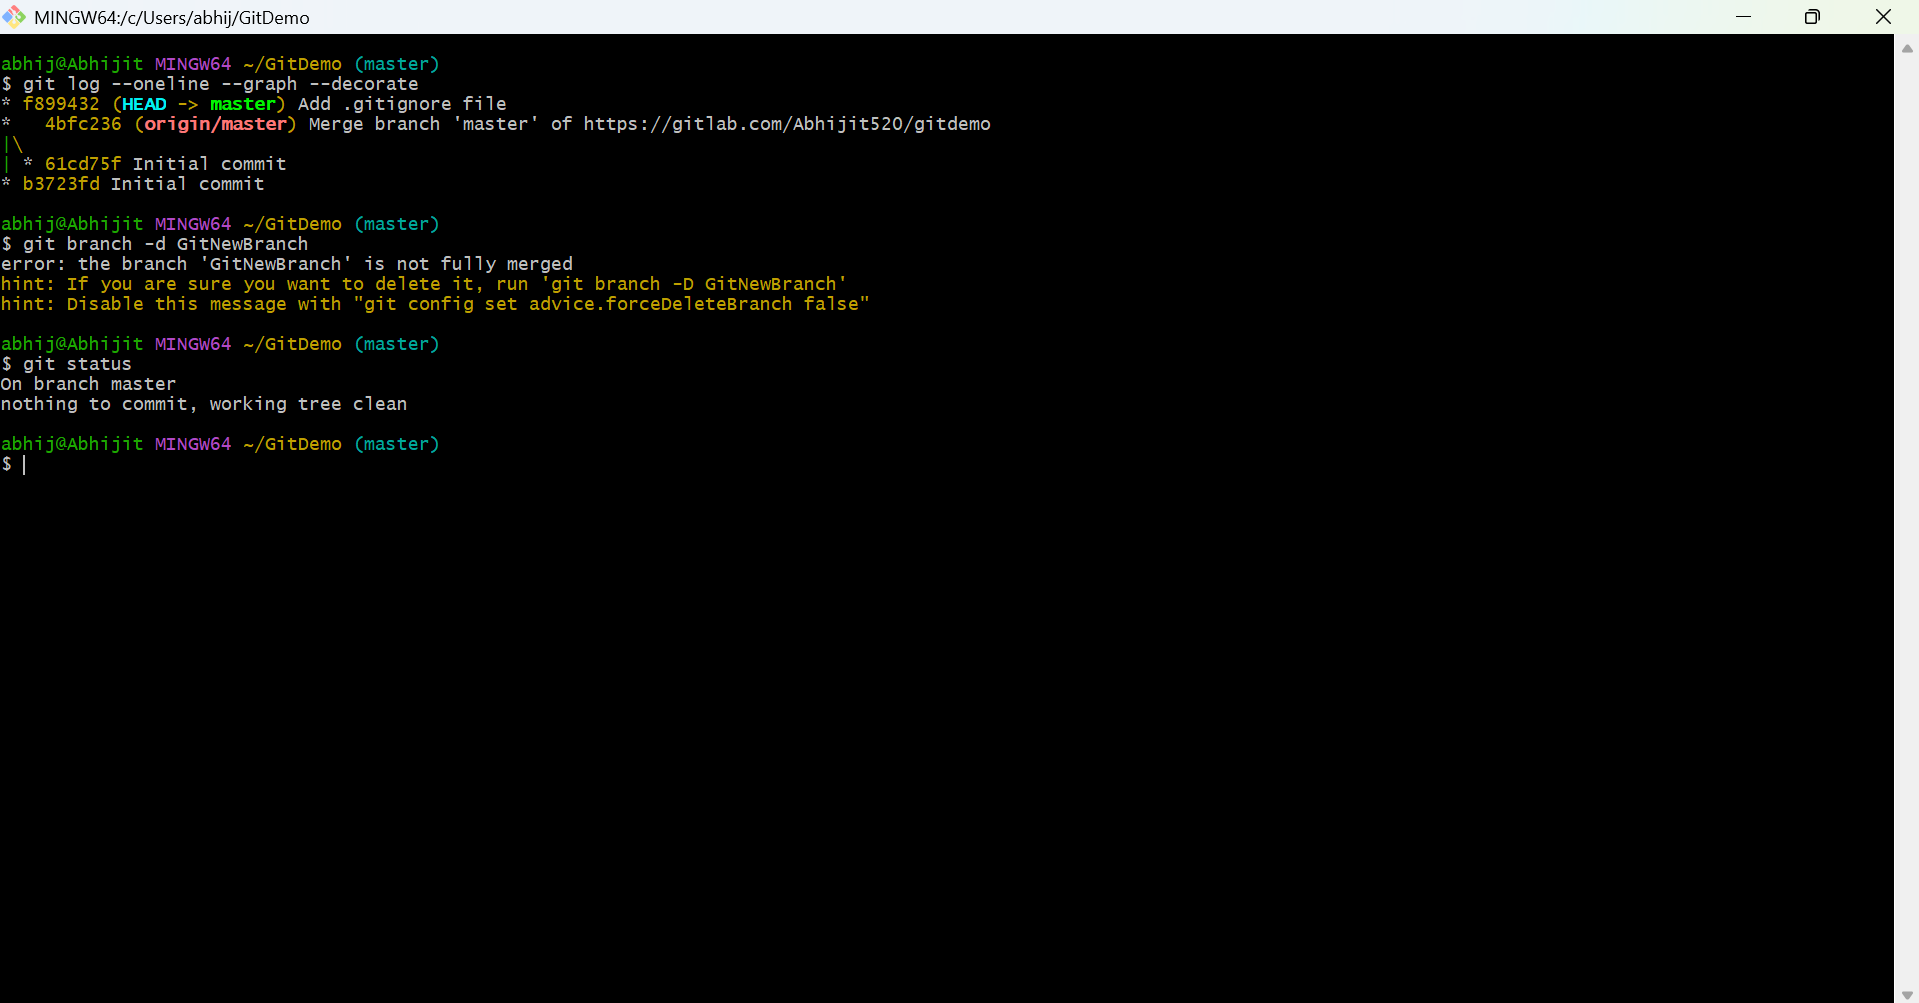 MINGW64:/c/Users/abhij/GitDemo
abhij@Abhijit MINGW64 ~/GitDemo (master)
$ git log --oneline --graph --decorate
* f899432 (HEAD -> master) Add .gitignore file
*   4bfc236 (origin/master) Merge branch 'master' of https://gitlab.com/Abhijit520/gitdemo
|\
| * 61cd75f Initial commit
* b3723fd Initial commit
abhij@Abhijit MINGW64 ~/GitDemo (master)
$ git branch -d GitNewBranch
error: the branch 'GitNewBranch' is not fully merged
hint: If you are sure you want to delete it, run 'git branch -D GitNewBranch'
hint: Disable this message with "git config set advice.forceDeleteBranch false"
abhij@Abhijit MINGW64 ~/GitDemo (master)
$ git status
On branch master
nothing to commit, working tree clean
abhij@Abhijit MINGW64 ~/GitDemo (master)
$